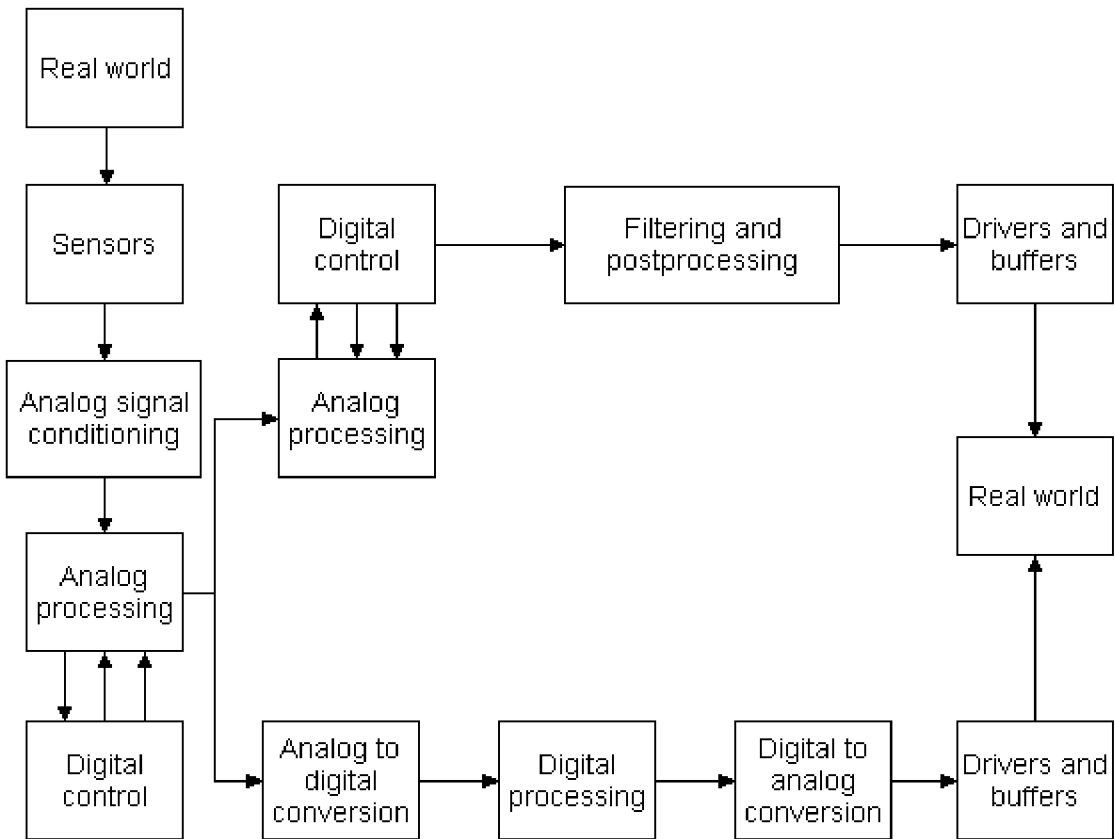 Real world
Sensors
Analog signal
conditioning
Analog
processing
Digital
control
Digital
control
Analog
processing
Filtering and
postprocessing
Drivers and
buffers
Real world
Analog to
digital
conversion
Digital
processing
Digital to
analog
conversion
Drivers and
buffers